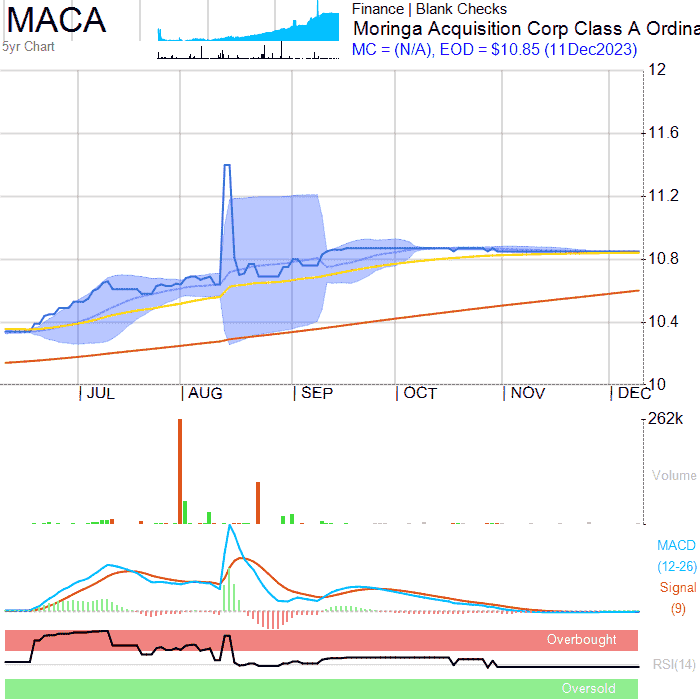 MACA
5yr Chart
Finance | Blank Checks
Moringa Acquisition Corp Class A Ordina
MC = (N/A), EOD = $10.85 (11Dec2023)
12
11.6
11.2
10.8
10.4
10
JUL AUG SEP OCT NOV DEC
262k
Volume
MACD
(12-26)
Signal
(9)
Overbought
RSI(14)
Oversold